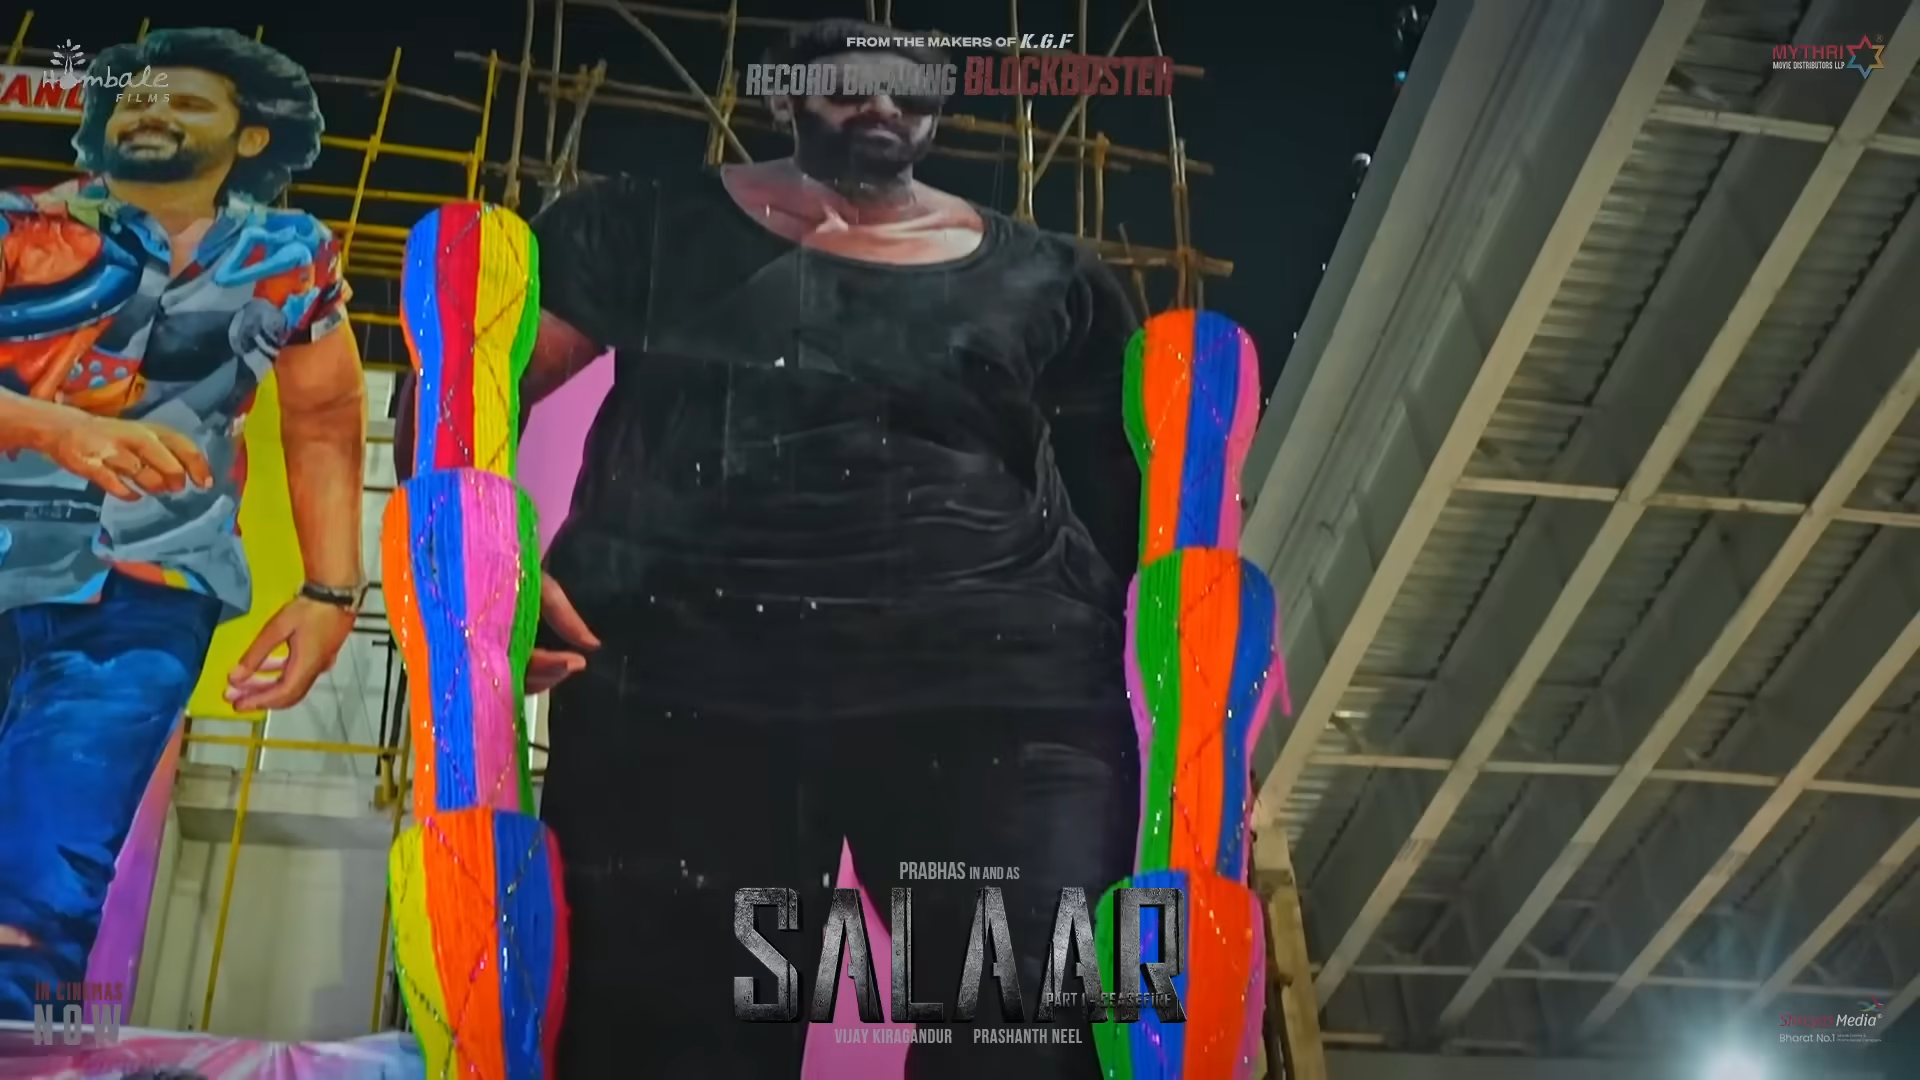 Hombale
FILMS
FROM THE MAKERS OF K.G.F
RECORD BREAKING BLOCKBUSTER
MYTHRI
MOVIE DISTRIBUTORS LLP
PRABHAS IN AND AS
SALAAR
PART 1 - CEASEFIRE
VIJAY KIRAGANDUR PRASHANTH NEEL
IN CINEMAS
NOW
Shreyas Media
Bharat No.1